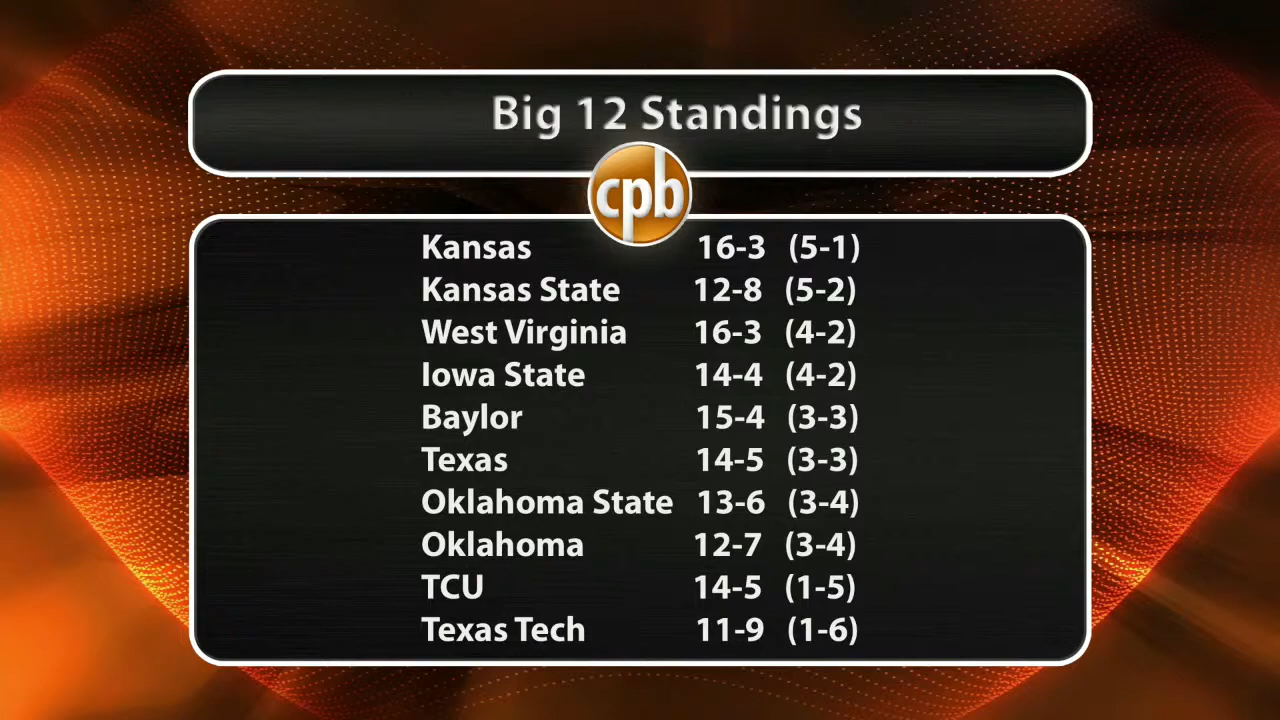 Big 12 Standings
cpb
Kansas 16-3 (5-1)
Kansas State 12-8 (5-2)
West Virginia 16-3 (4-2)
Iowa State 14-4 (4-2)
Baylor 15-4 (3-3)
Texas 14-5 (3-3)
Oklahoma State 13-6 (3-4)
Oklahoma 12-7 (3-4)
TCU 14-5 (1-5)
Texas Tech 11-9 (1-6)